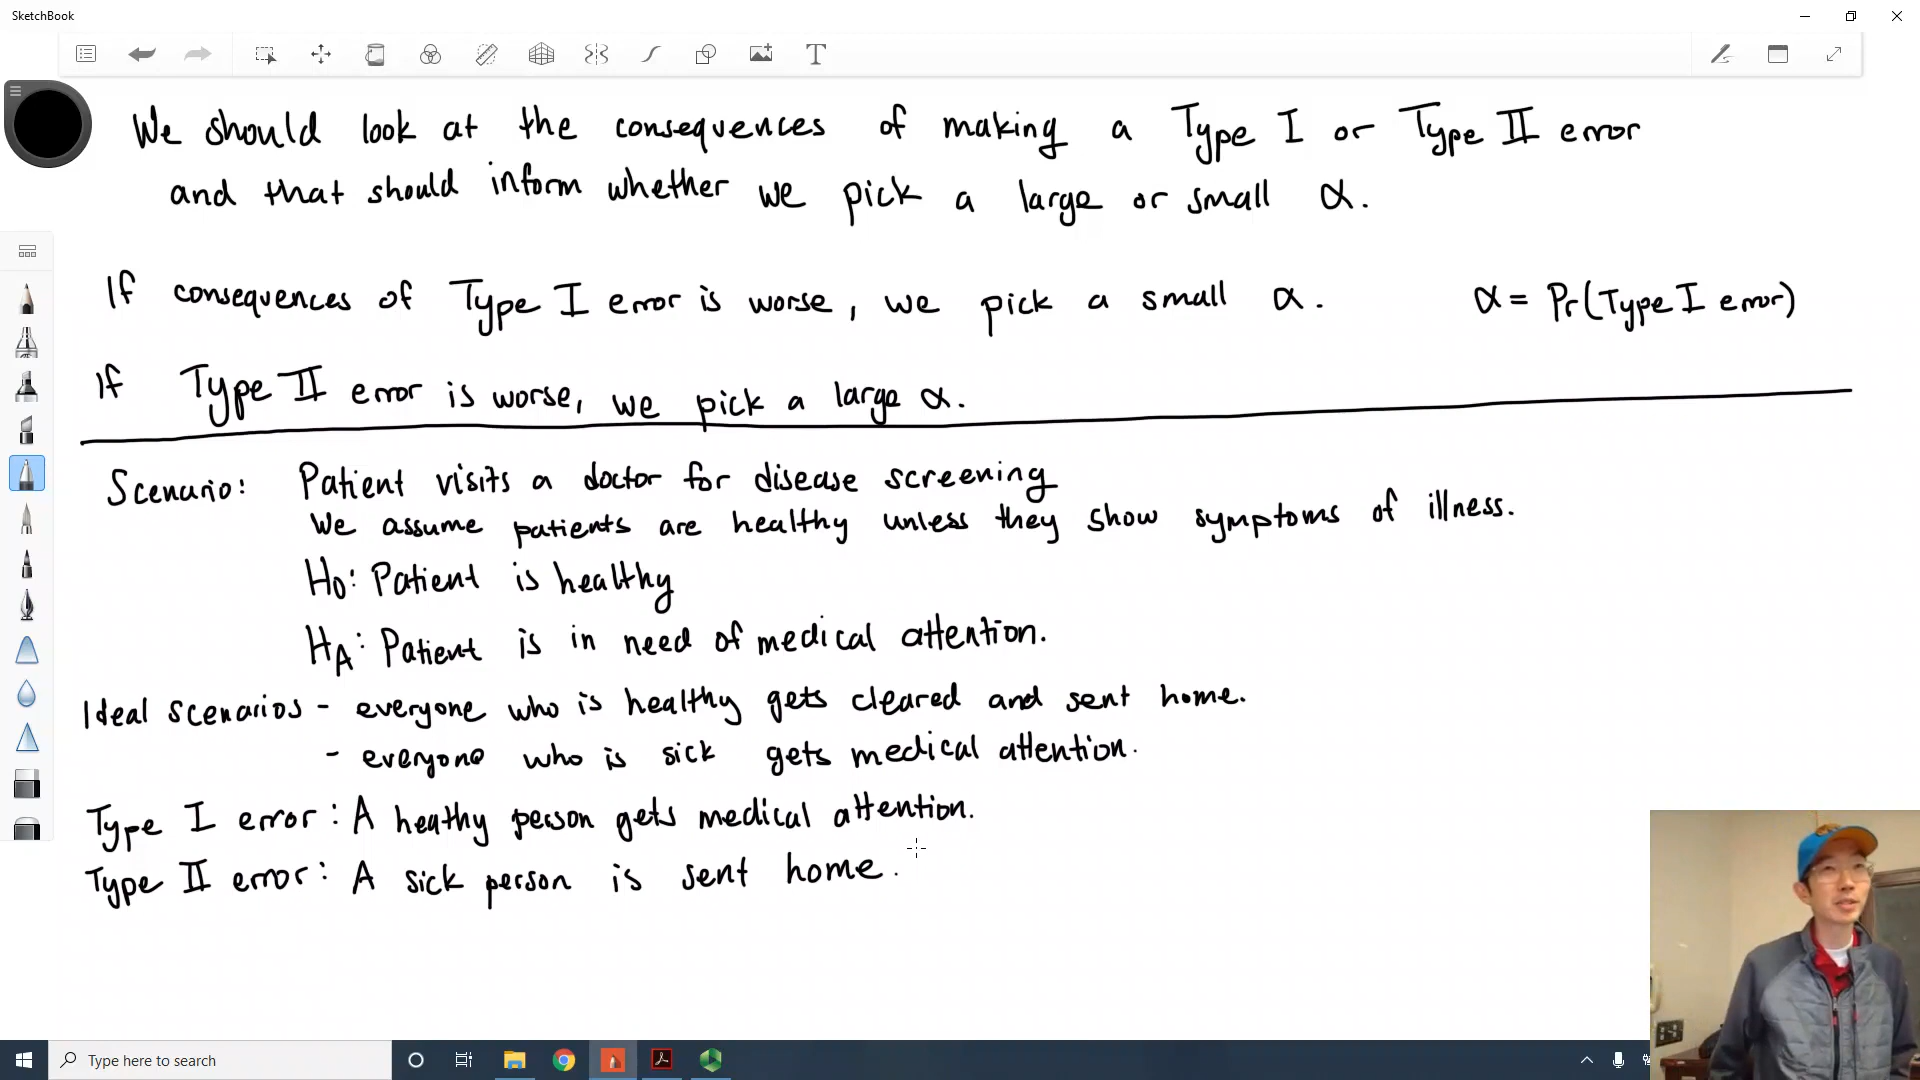 SketchBook
We should look at the consequences of making a Type I or Type II error
and that should inform whether we pick a large or small α.
If consequences of Type I error is worse, we pick a small α. α = Pr(Type I error)
If Type II error is worse, we pick a large α.
Scenario: Patient visits a doctor for disease screening
We assume patients are healthy unless they show symptoms of illness.
H₀: Patient is healthy
Hₐ: Patient is in need of medical attention.
Ideal Scenarios - everyone who is healthy gets cleared and sent home.
- everyone who is sick gets medical attention.
Type I error: A heathy person gets medical attention.
Type II error: A sick person is sent home.
Type here to search